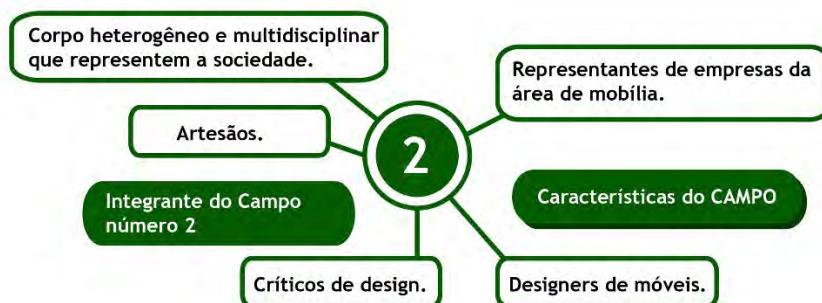 Corpo heterogêneo e multidisciplinar
que representem a sociedade.
Representantes de empresas da
área de mobília.
Artesãos.
2
Integrante do Campo
número 2
Características do CAMPO
Críticos de design.
Designers de móveis.